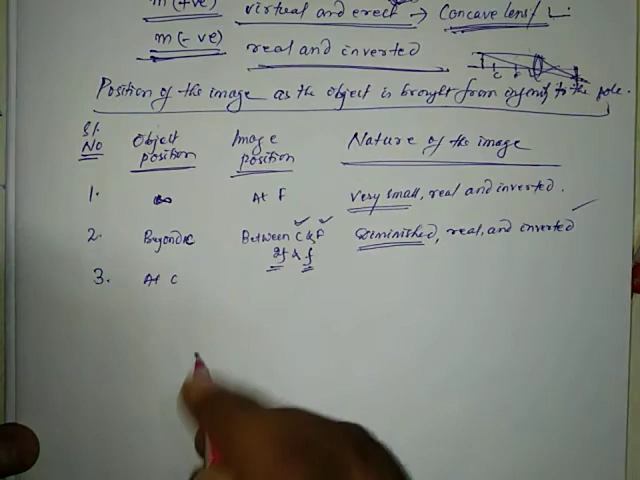 m(+ve) virtual and erect → Concave lens/
m(-ve) real and inverted
Position of the image as the object is brought from infinity to the pole.
Sl. No Object position Image position Nature of the image
1. ∞ At F Very small, real and inverted.
2. Beyond C Between C & F Diminished, real, and inverted
2f & f
3. At C